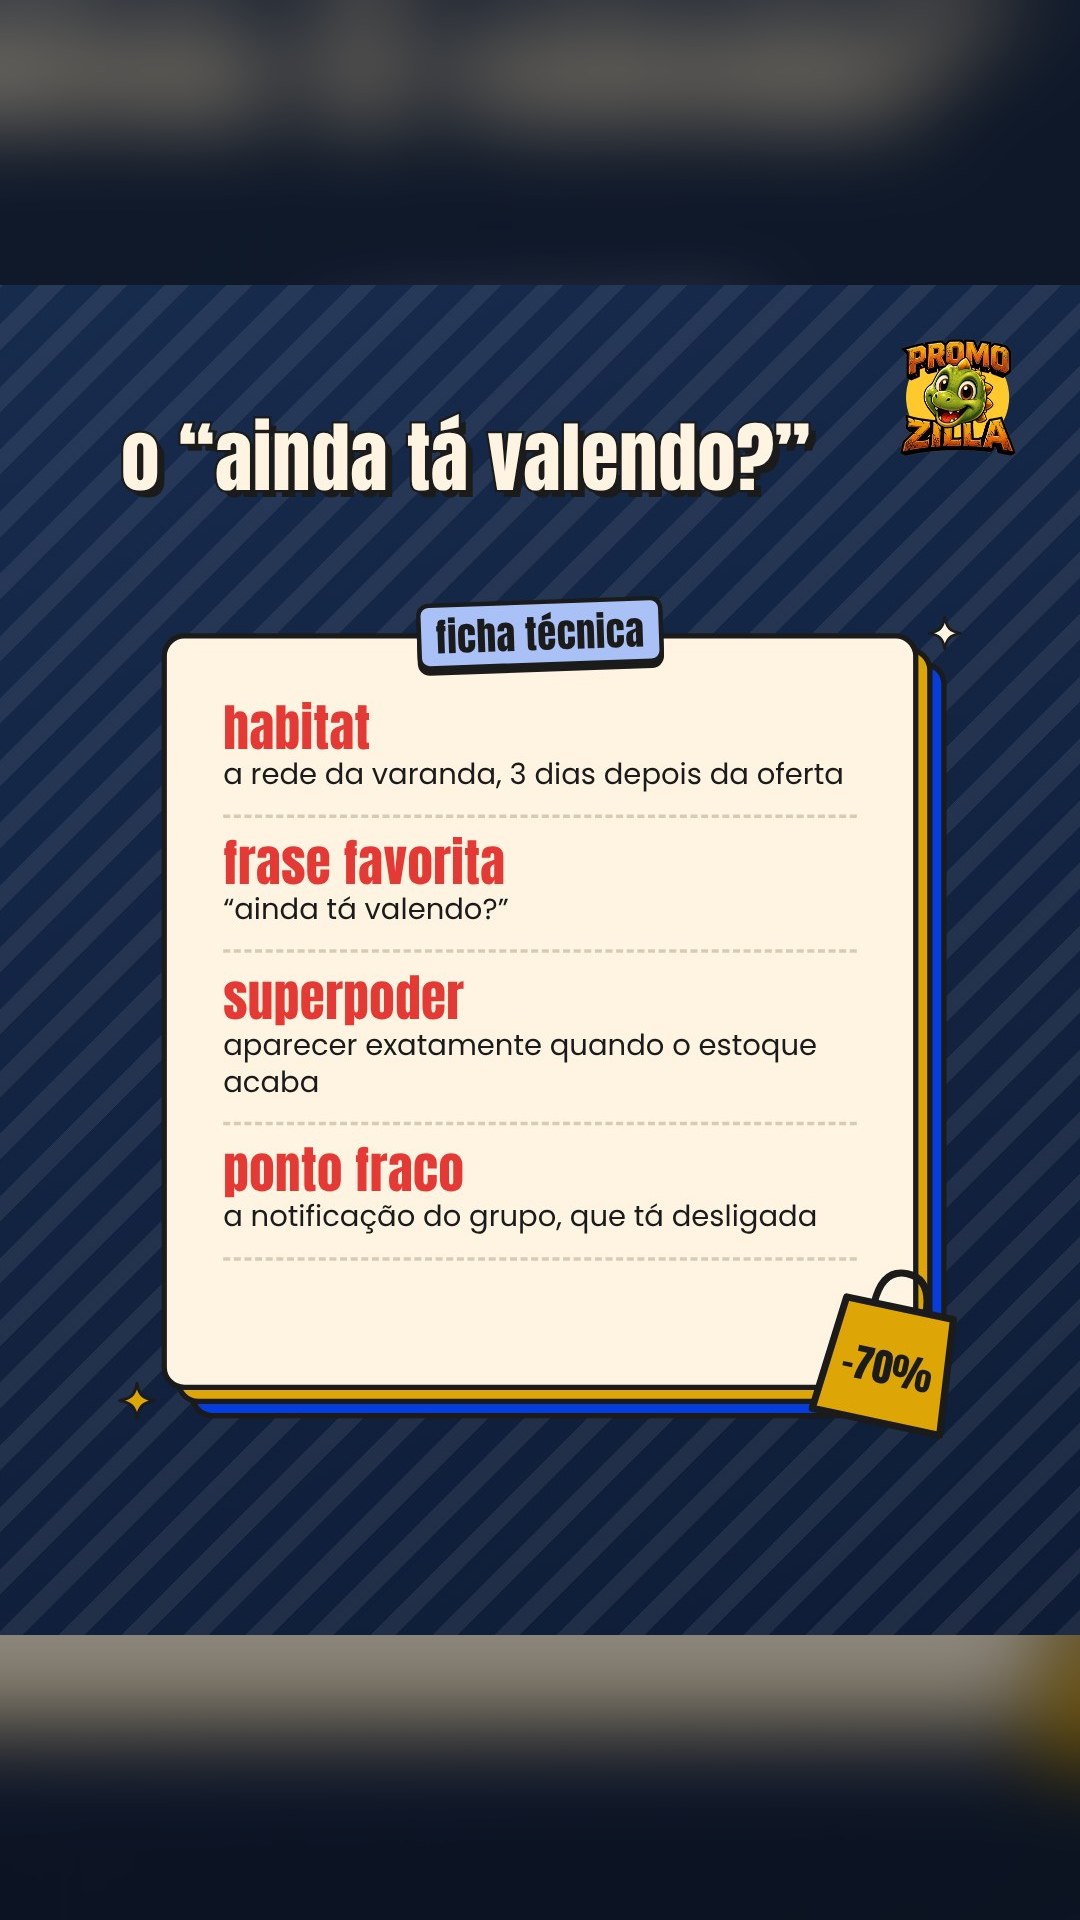 PROMO
ZILLA
o “ainda tá valendo?”
ficha técnica
habitat
a rede da varanda, 3 dias depois da oferta
frase favorita
“ainda tá valendo?”
superpoder
aparecer exatamente quando o estoque
acaba
ponto fraco
a notificação do grupo, que tá desligada
-70%